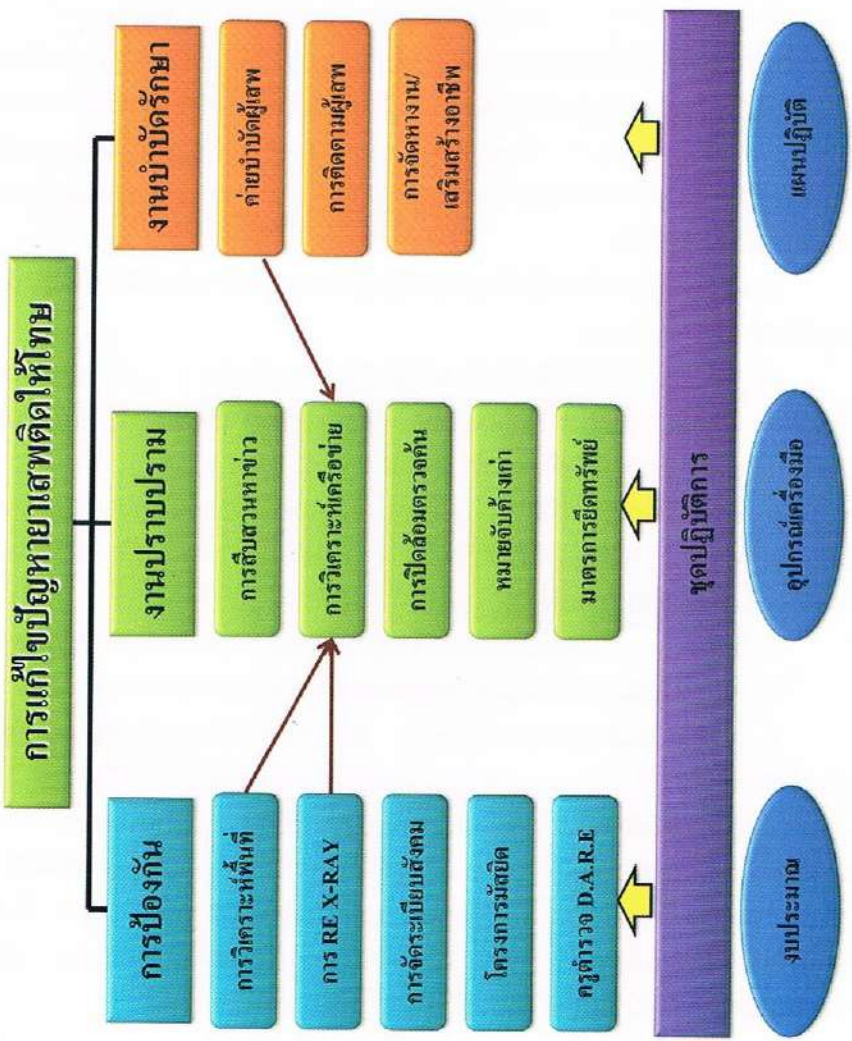 การแก้ไขปัญหายาเสพติดให้โทษ
การป้องกัน
การวิเคราะห์พื้นที่
การ RE X-RAY
การจัดระเบียบสังคม
โครงการมัสยิด
ครูตำรวจ D.A.R.E
งานปราบปราม
การสืบสวนหาข่าว
การวิเคราะห์เครือข่าย
การปิดล้อมตรวจค้น
หมายจับค้างเก่า
มาตรการยึดทรัพย์
งานบำบัดรักษา
ค่ายบำบัดผู้เสพ
การติดตามผู้เสพ
การจัดหางาน/
เสริมสร้างอาชีพ
ชุดปฏิบัติการ
งบประมาณ
อุปกรณ์เครื่องมือ
แผนปฏิบัติ